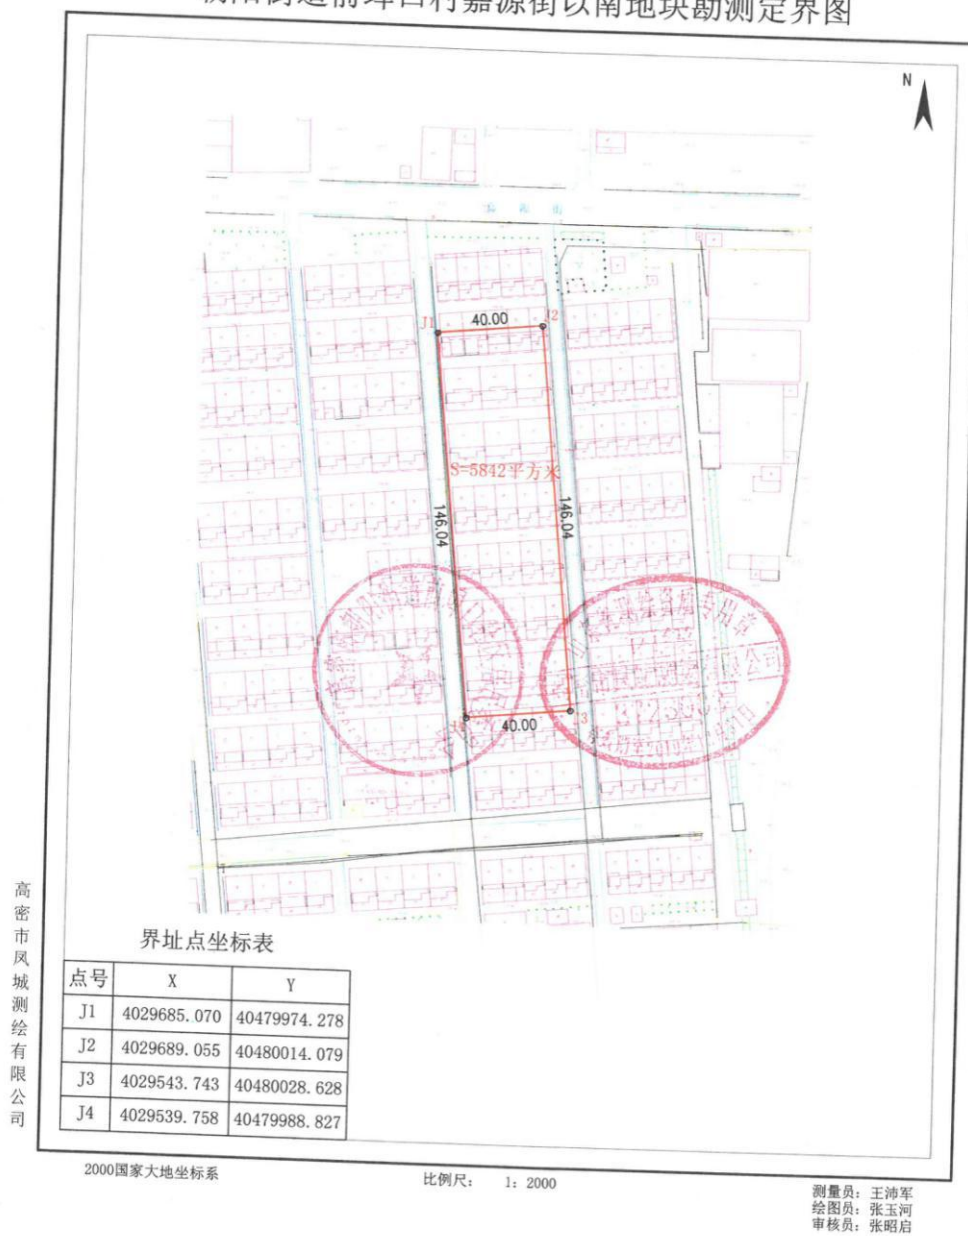 村嘉源街以南地块勘测定界图
N
嘉 源 街
J1
40.00
J2
S=5842平方米
146.04
146.04
40.00
界址点坐标表
点号 X Y
J1 4029685.070 40479974.278
J2 4029689.055 40480014.079
J3 4029543.743 40480028.628
J4 4029539.758 40479988.827
高密市凤城测绘有限公司
2000国家大地坐标系
比例尺： 1：2000
测量员：王沛军
绘图员：张玉河
审核员：张昭启